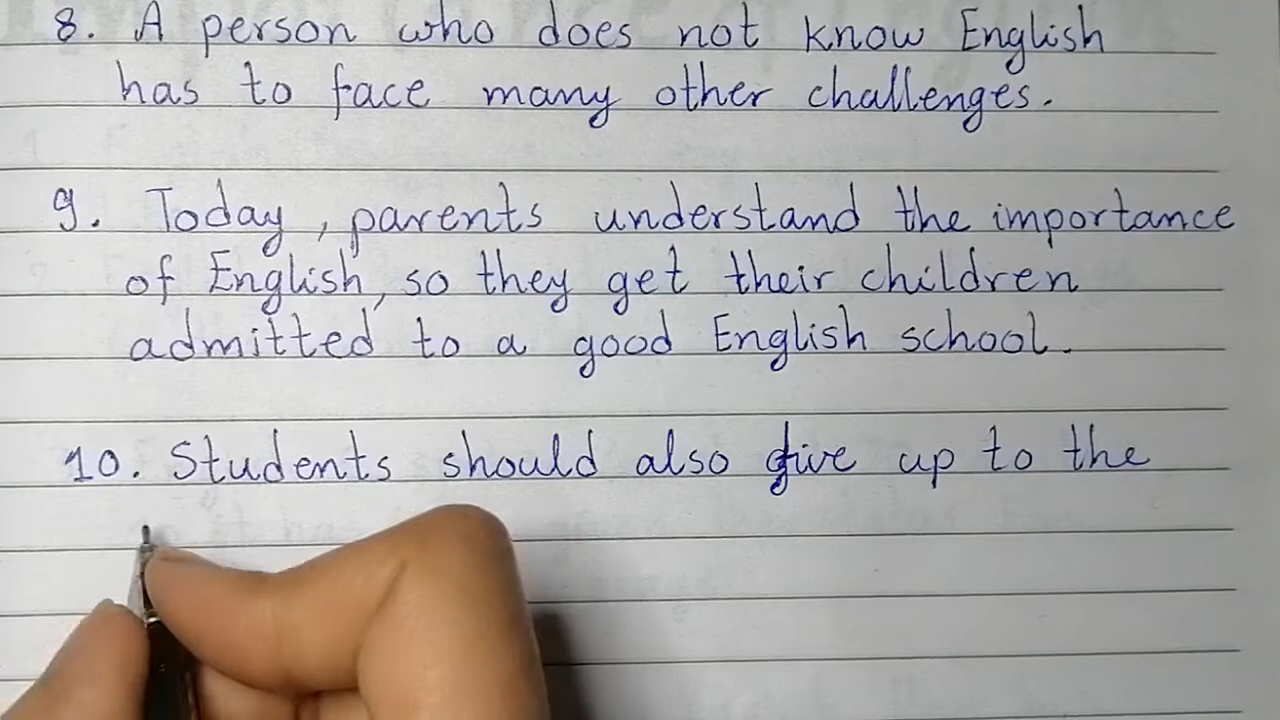 8. A person who does not know English
has to face many other challenges.
9. Today, parents understand the importance
of English, so they get their children
admitted to a good English school.
10. Students should also give up to the